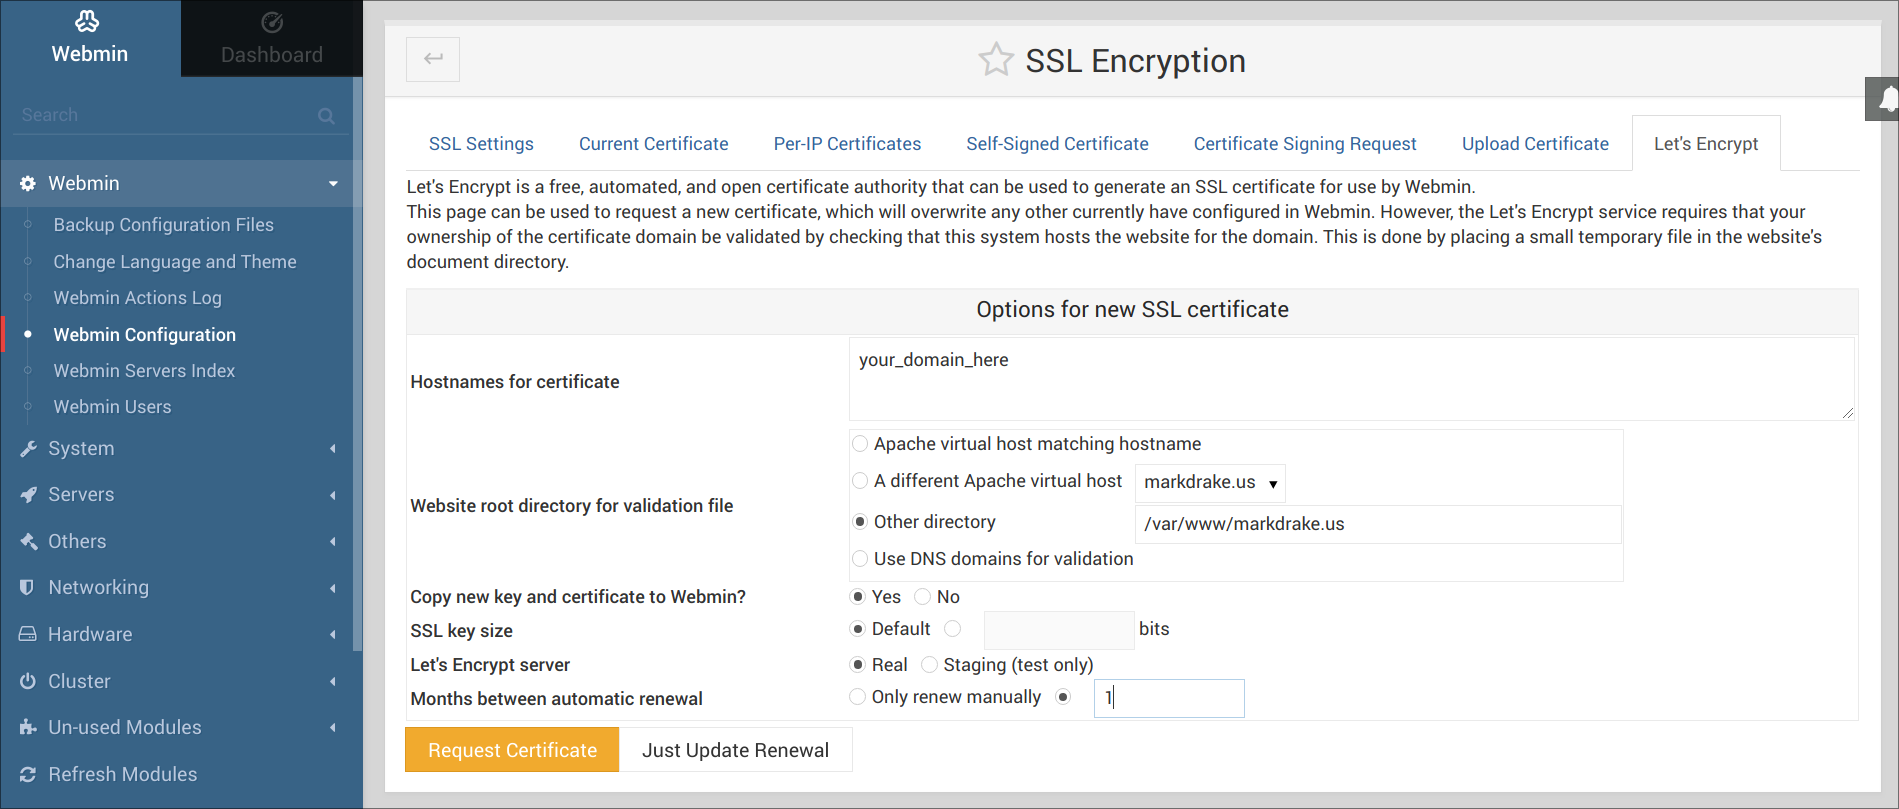 Webmin
Dashboard
Search
Webmin
Backup Configuration Files
Change Language and Theme
Webmin Actions Log
Webmin Configuration
Webmin Servers Index
Webmin Users
System
Servers
Others
Networking
Hardware
Cluster
Un-used Modules
Refresh Modules
SSL Encryption
SSL Settings Current Certificate Per-IP Certificates Self-Signed Certificate Certificate Signing Request Upload Certificate Let's Encrypt
Let's Encrypt is a free, automated, and open certificate authority that can be used to generate an SSL certificate for use by Webmin.
This page can be used to request a new certificate, which will overwrite any other currently have configured in Webmin. However, the Let's Encrypt service requires that your
ownership of the certificate domain be validated by checking that this system hosts the website for the domain. This is done by placing a small temporary file in the website's
document directory.
Options for new SSL certificate
Hostnames for certificate your_domain_here
Website root directory for validation file
Apache virtual host matching hostname
A different Apache virtual host markdrake.us
Other directory /var/www/markdrake.us
Use DNS domains for validation
Copy new key and certificate to Webmin? Yes No
SSL key size Default bits
Let's Encrypt server Real Staging (test only)
Months between automatic renewal Only renew manually 1
Request Certificate Just Update Renewal